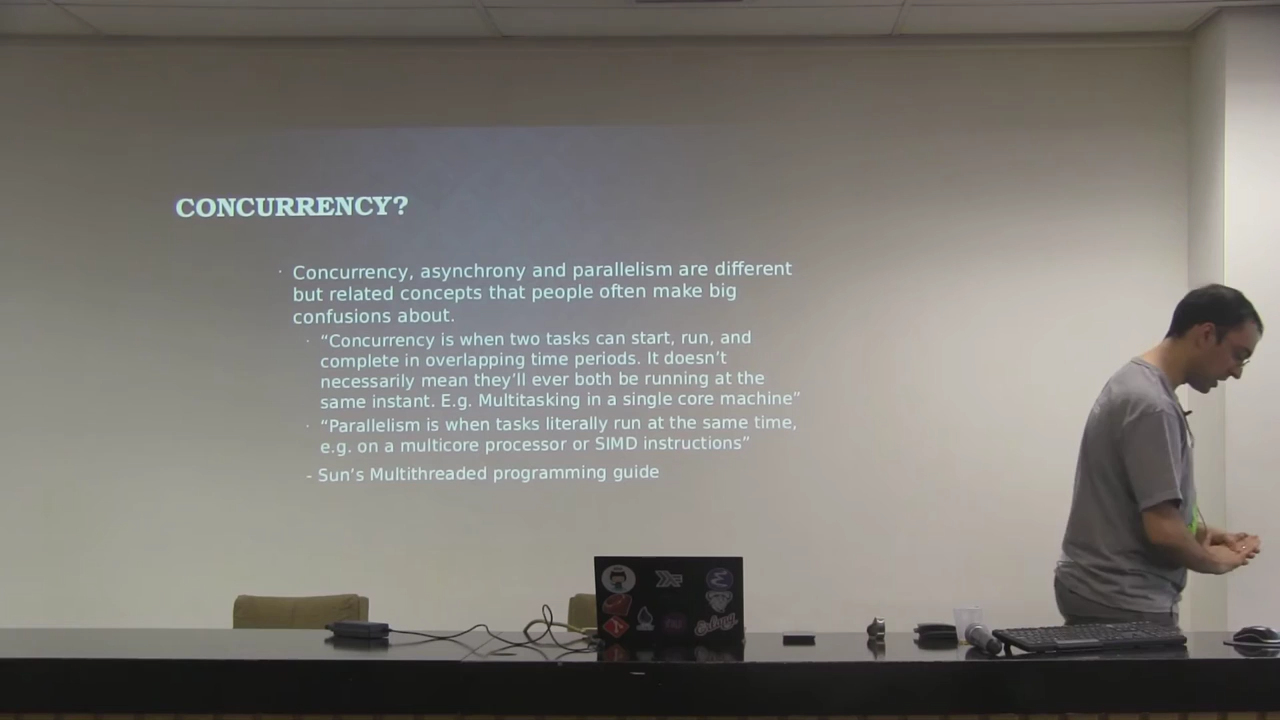 CONCURRENCY?
· Concurrency, asynchrony and parallelism are different
but related concepts that people often make big
confusions about.
· “Concurrency is when two tasks can start, run, and
complete in overlapping time periods. It doesn’t
necessarily mean they’ll ever both be running at the
same instant. E.g. Multitasking in a single core machine”
· “Parallelism is when tasks literally run at the same time,
e.g. on a multicore processor or SIMD instructions”
- Sun’s Multithreaded programming guide
Erlang